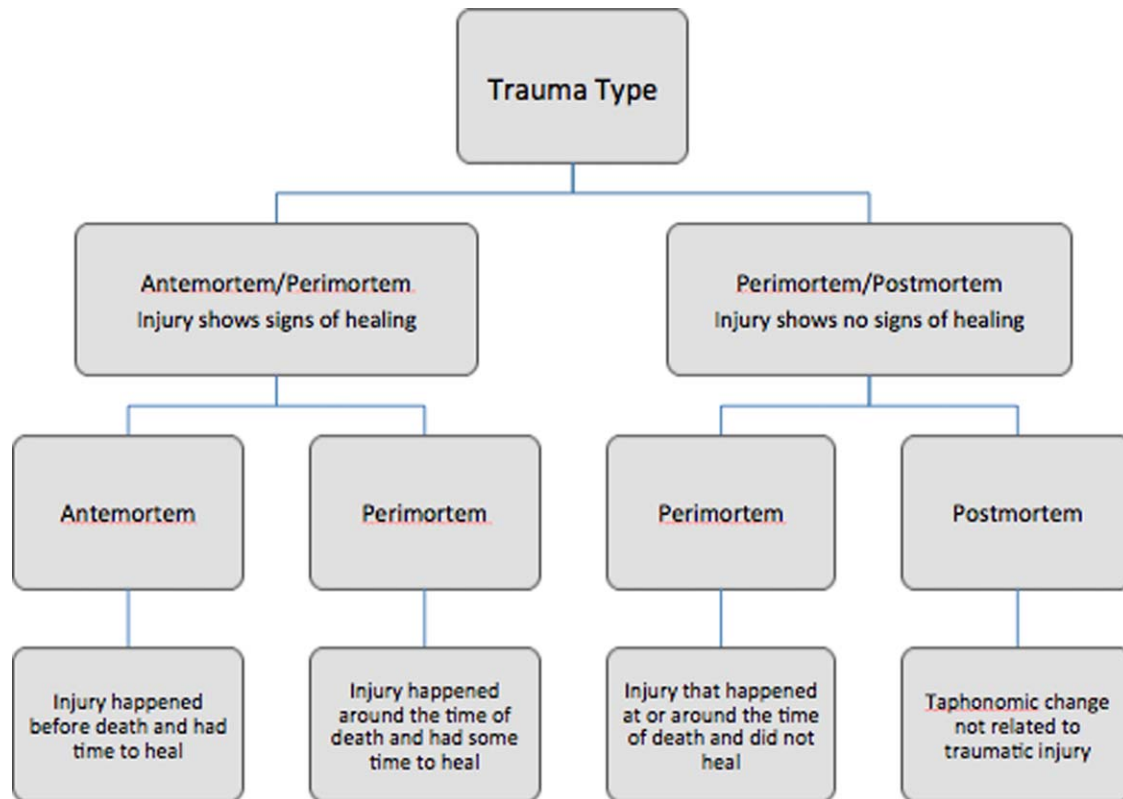 Trauma Type
Antemortem/Perimortem
Injury shows signs of healing
Perimortem/Postmortem
Injury shows no signs of healing
Antemortem
Perimortem
Perimortem
Postmortem
Injury happened
before death and had
time to heal
Injury happened
around the time of
death and had some
time to heal
Injury that happened
at or around the time
of death and did not
heal
Taphonomic change
not related to
traumatic injury